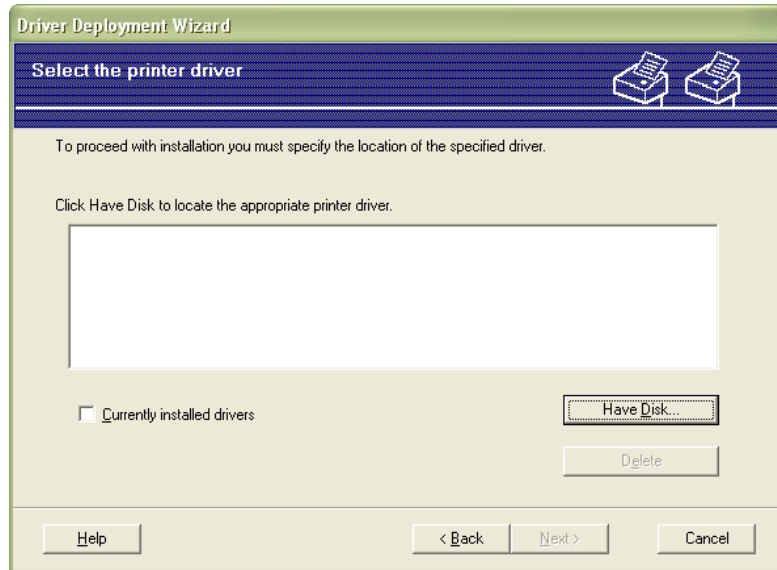 Driver Deployment Wizard
Select the printer driver
To proceed with installation you must specify the location of the specified driver.
Click Have Disk to locate the appropriate printer driver.
Currently installed drivers
Have Disk...
Delete
Help
< Back
Next >
Cancel